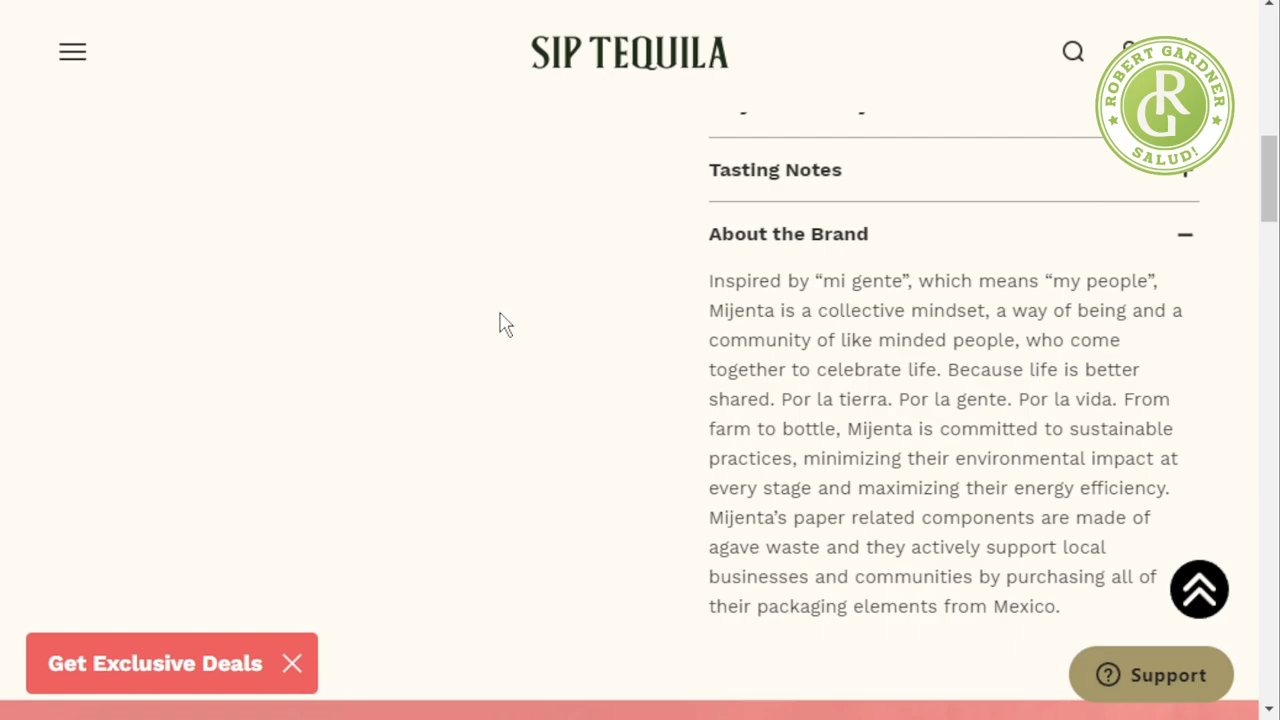 SIP TEQUILA
ROBERT GARDNER
RG
SALUD!
Tasting Notes
About the Brand
Inspired by “mi gente”, which means “my people”,
Mijenta is a collective mindset, a way of being and a
community of like minded people, who come
together to celebrate life. Because life is better
shared. Por la tierra. Por la gente. Por la vida. From
farm to bottle, Mijenta is committed to sustainable
practices, minimizing their environmental impact at
every stage and maximizing their energy efficiency.
Mijenta’s paper related components are made of
agave waste and they actively support local
businesses and communities by purchasing all of
their packaging elements from Mexico.
Get Exclusive Deals
Support